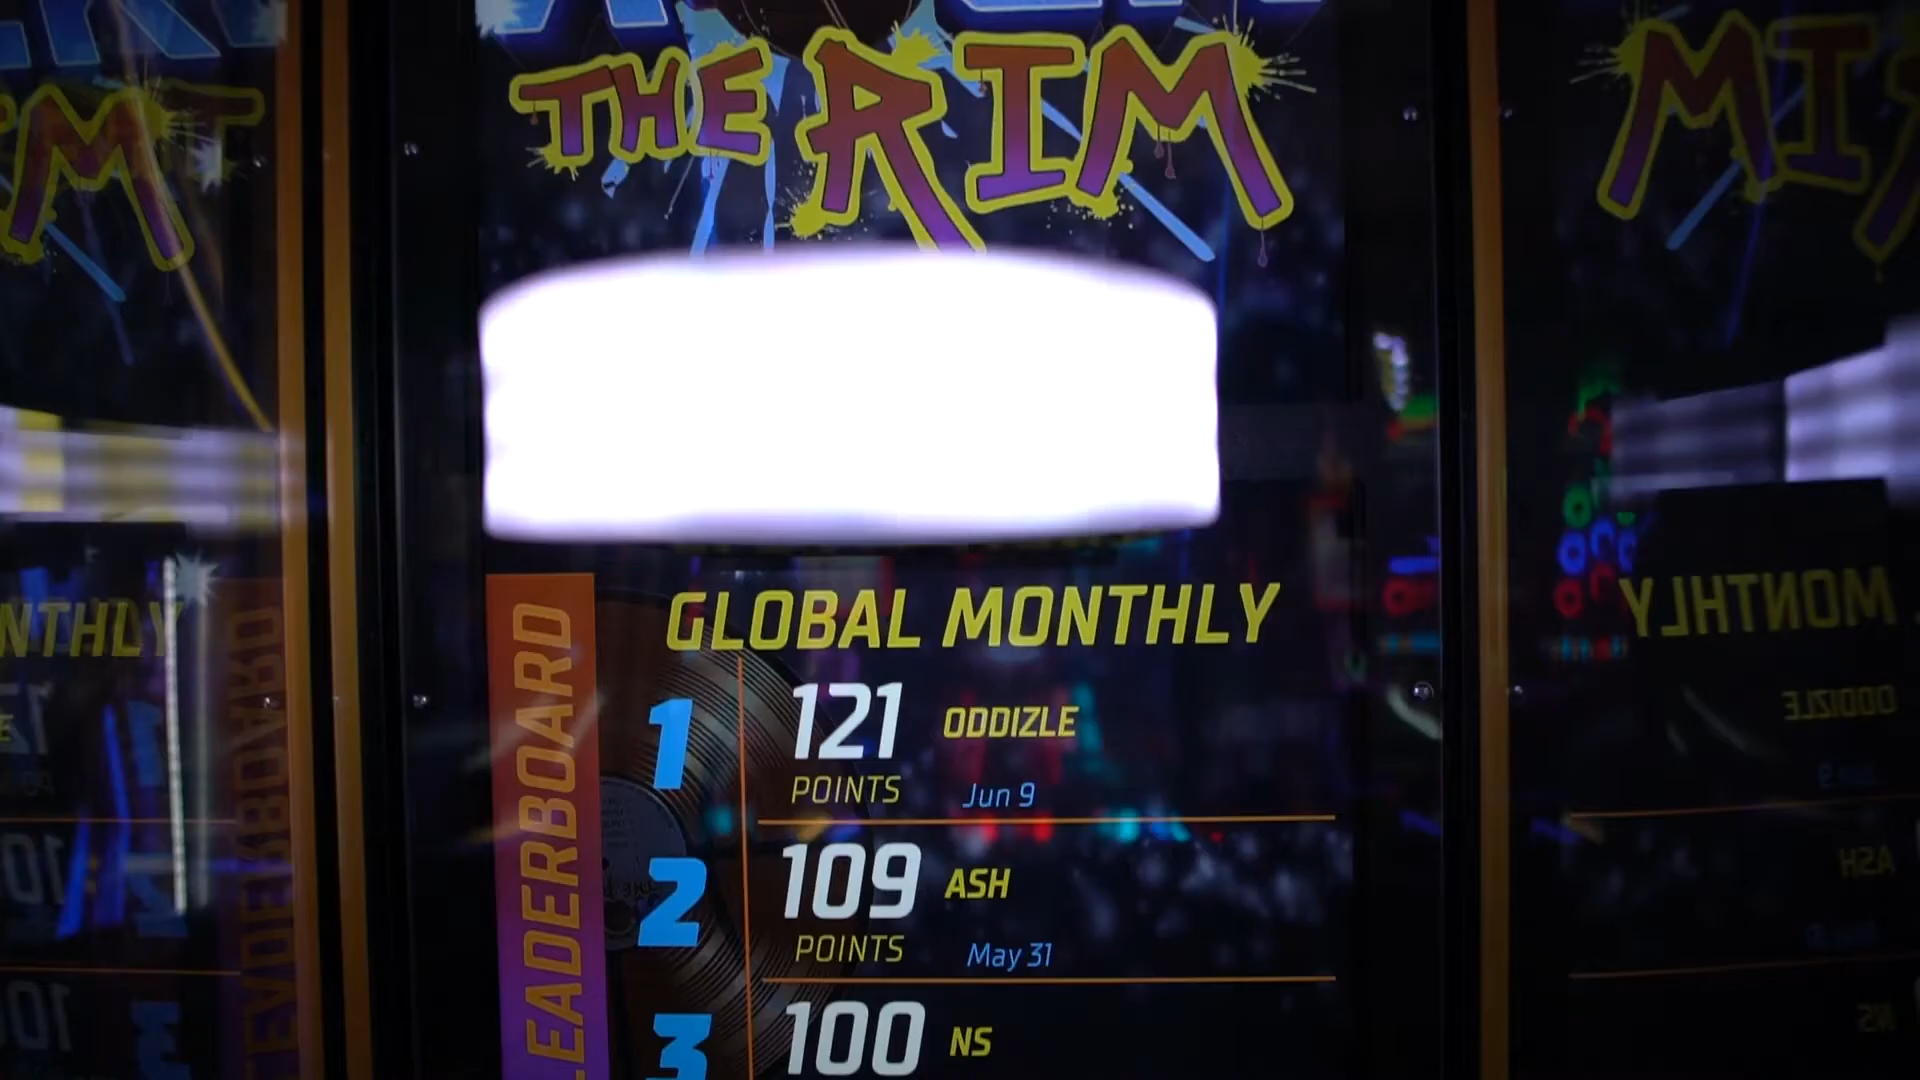 THE RIM
GLOBAL MONTHLY
LEADERBOARD
1
121
ODDIZLE
POINTS
Jun 9
2
109
ASH
POINTS
May 31
3
100
NS